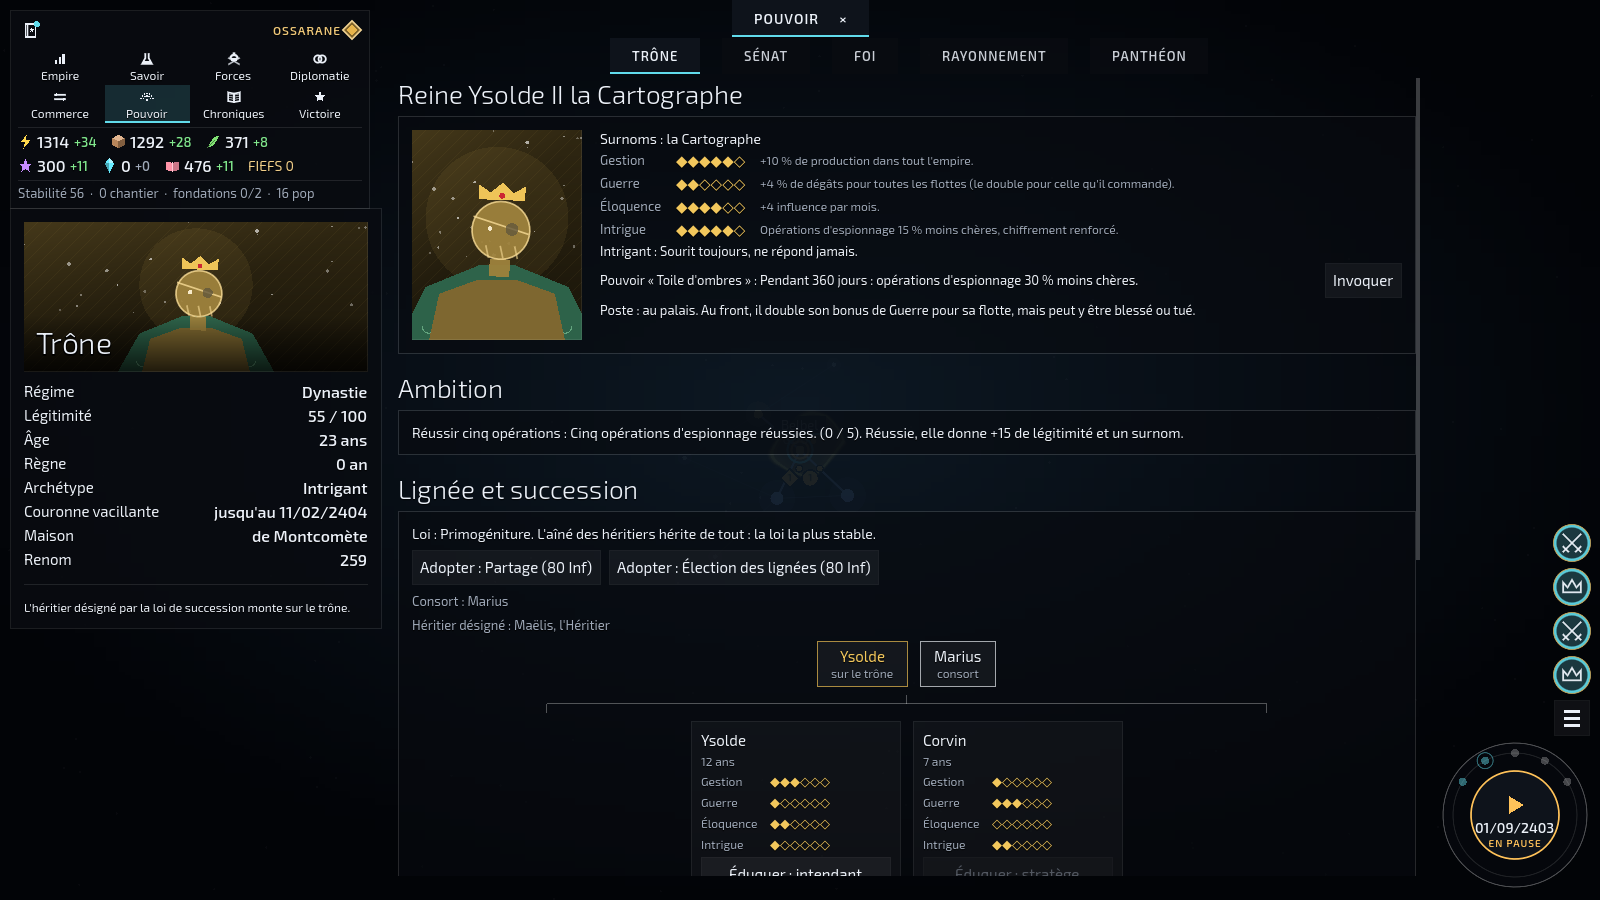 OSSARANE
Empire
Savoir
Forces
Diplomatie
Commerce
Pouvoir
Chroniques
Victoire
1314 +34 1292 +28 371 +8
300 +11 0 +0 476 +11 FIEFS 0
Stabilité 56 · 0 chantier · fondations 0/2 · 16 pop
Trône
Régime Dynastie
Légitimité 55 / 100
Âge 23 ans
Règne 0 an
Archétype Intrigant
Couronne vacillante jusqu'au 11/02/2404
Maison de Montcomète
Renom 259
L'héritier désigné par la loi de succession monte sur le trône.
POUVOIR ×
TRÔNE
SÉNAT
FOI
RAYONNEMENT
PANTHÉON
Reine Ysolde II la Cartographe
Surnoms : la Cartographe
Gestion +10 % de production dans tout l'empire.
Guerre +4 % de dégâts pour toutes les flottes (le double pour celle qu'il commande).
Éloquence +4 influence par mois.
Intrigue Opérations d'espionnage 15 % moins chères, chiffrement renforcé.
Intrigant : Sourit toujours, ne répond jamais.
Pouvoir « Toile d'ombres » : Pendant 360 jours : opérations d'espionnage 30 % moins chères.
Invoquer
Poste : au palais. Au front, il double son bonus de Guerre pour sa flotte, mais peut y être blessé ou tué.
Ambition
Réussir cinq opérations : Cinq opérations d'espionnage réussies. (0 / 5). Réussie, elle donne +15 de légitimité et un surnom.
Lignée et succession
Loi : Primogéniture. L'aîné des héritiers hérite de tout : la loi la plus stable.
Adopter : Partage (80 Inf)
Adopter : Élection des lignées (80 Inf)
Consort : Marius
Héritier désigné : Maëlis, l'Héritier
Ysolde
sur le trône
Marius
consort
Ysolde
12 ans
Gestion
Guerre
Éloquence
Intrigue
Éduquer : intendant
Corvin
7 ans
Gestion
Guerre
Éloquence
Intrigue
Éduquer : stratège
01/09/2403
EN PAUSE